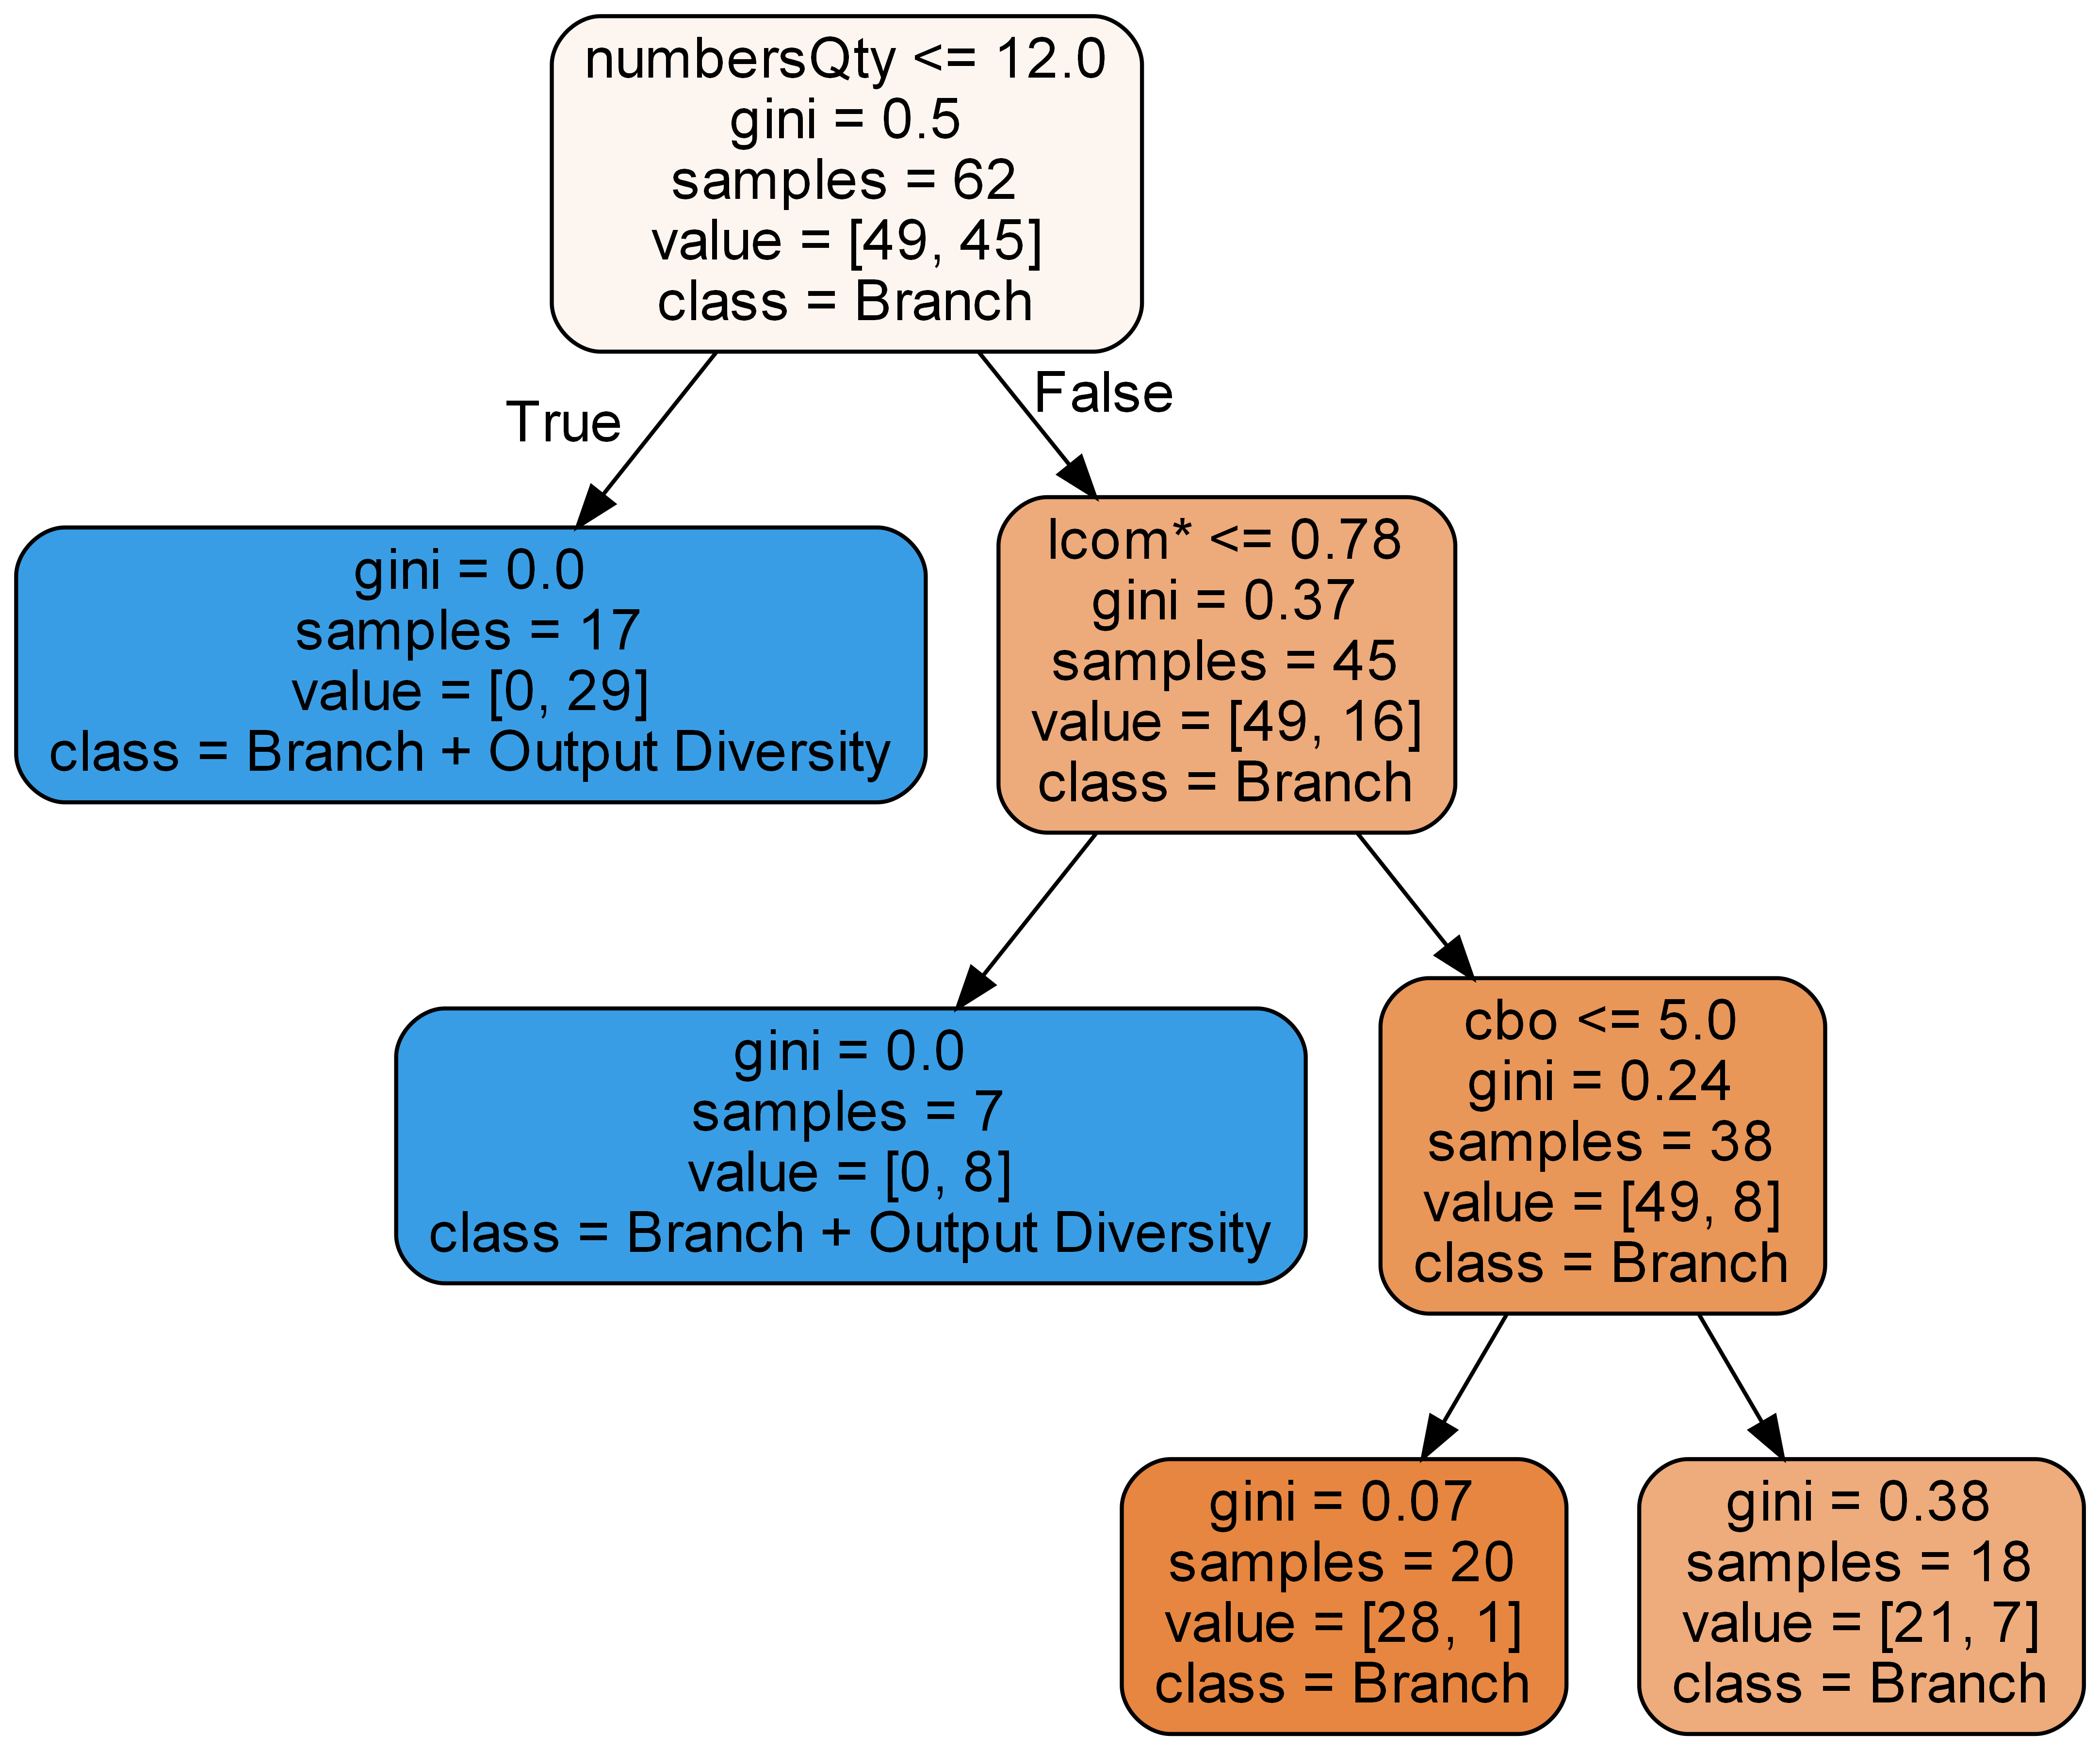 numbersQty <= 12.0
gini = 0.5
samples = 62
value = [49, 45]
class = Branch
True
False
gini = 0.0
samples = 17
value = [0, 29]
class = Branch + Output Diversity
lcom* <= 0.78
gini = 0.37
samples = 45
value = [49, 16]
class = Branch
gini = 0.0
samples = 7
value = [0, 8]
class = Branch + Output Diversity
cbo <= 5.0
gini = 0.24
samples = 38
value = [49, 8]
class = Branch
gini = 0.07
samples = 20
value = [28, 1]
class = Branch
gini = 0.38
samples = 18
value = [21, 7]
class = Branch